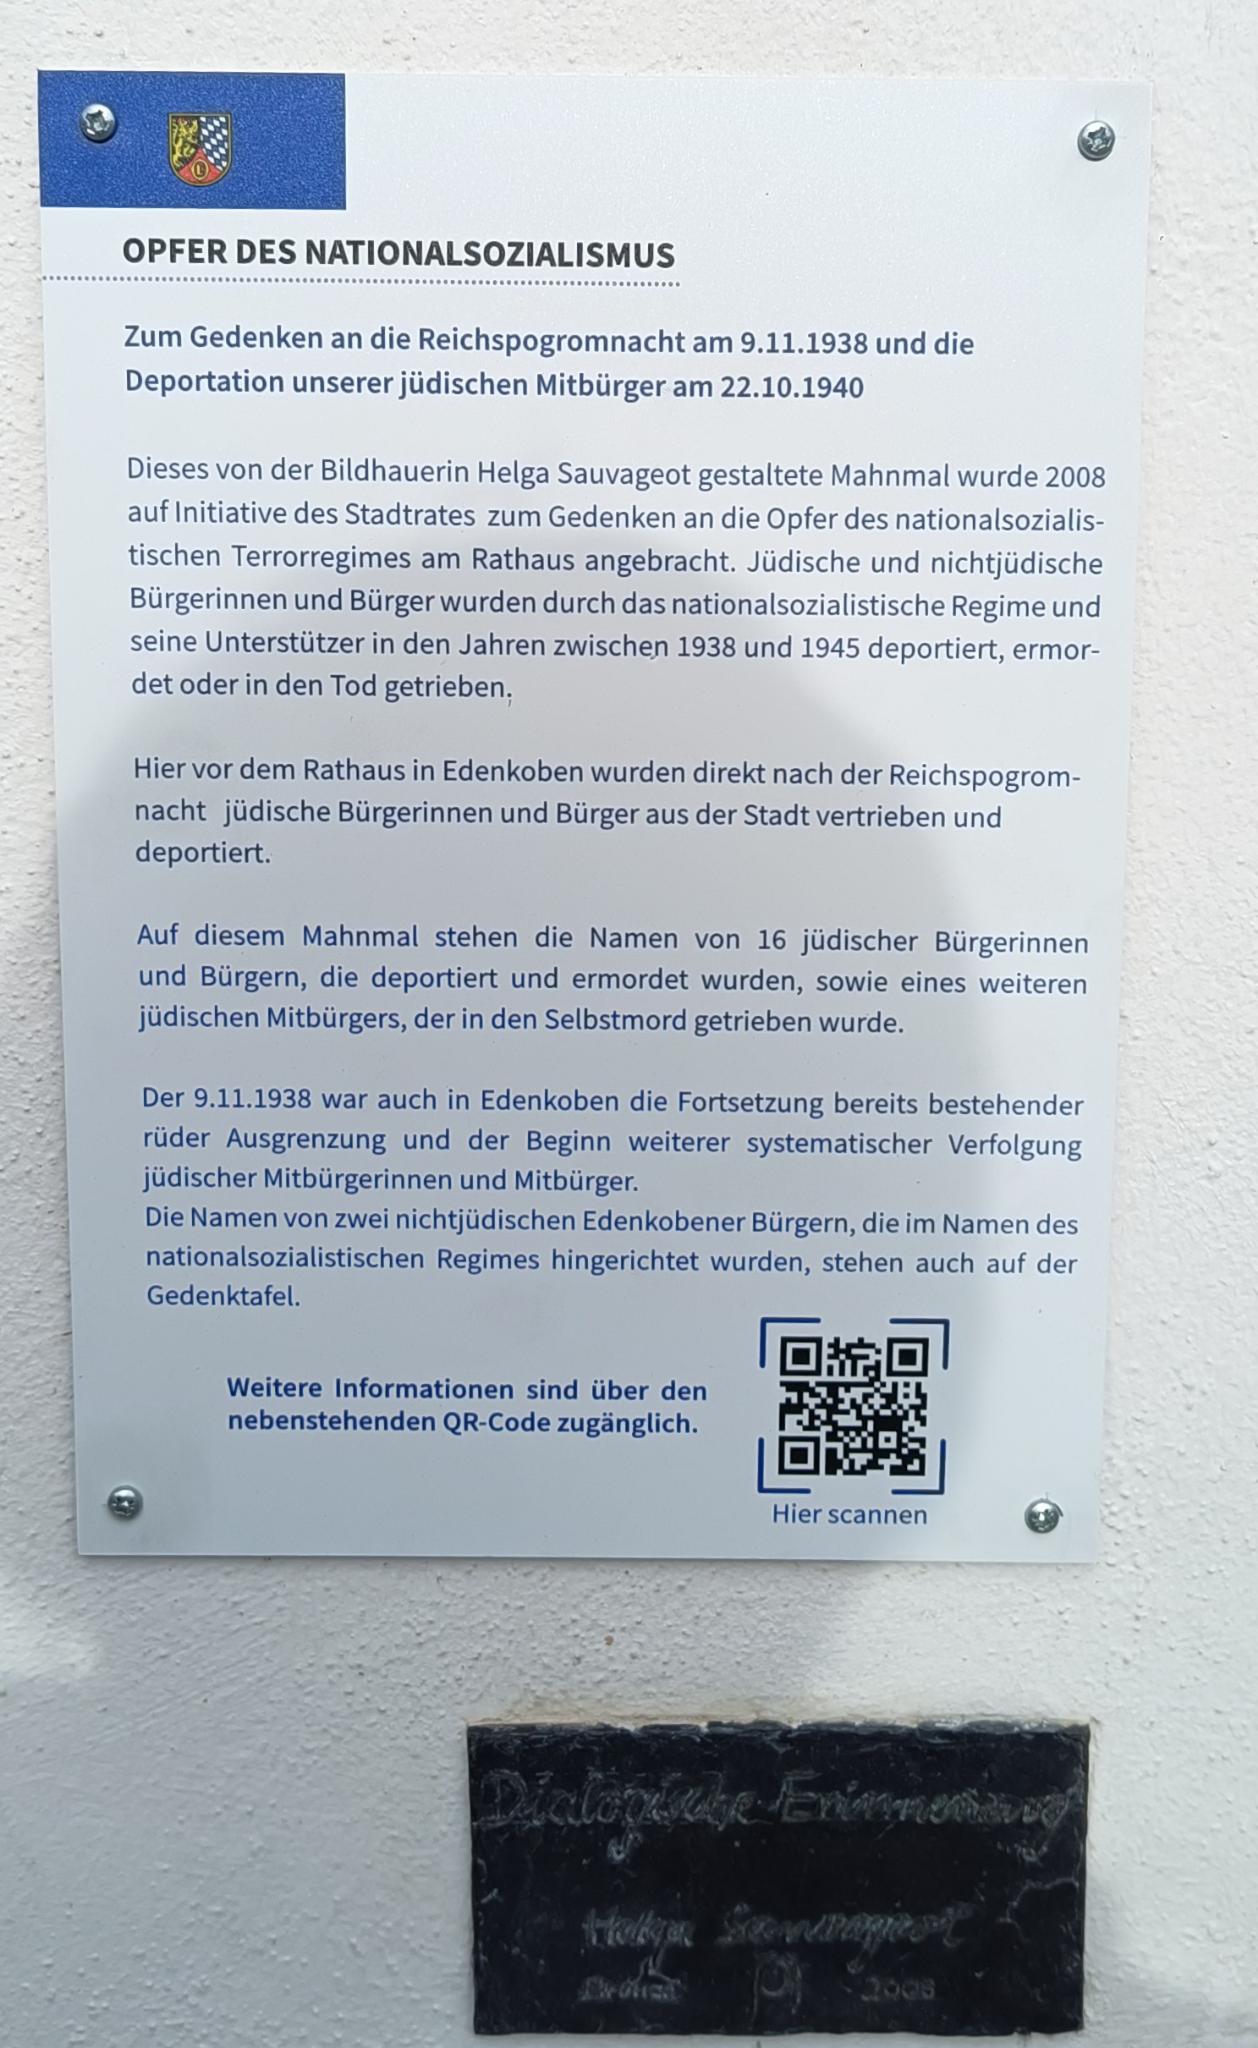 OPFER DES NATIONALSOZIALISMUS
Zum Gedenken an die Reichspogromnacht am 9.11.1938 und die
Deportation unserer jüdischen Mitbürger am 22.10.1940
Dieses von der Bildhauerin Helga Sauvageot gestaltete Mahnmal wurde 2008
auf Initiative des Stadtrates zum Gedenken an die Opfer des nationalsozialis-
tischen Terrorregimes am Rathaus angebracht. Jüdische und nichtjüdische
Bürgerinnen und Bürger wurden durch das nationalsozialistische Regime und
seine Unterstützer in den Jahren zwischen 1938 und 1945 deportiert, ermor-
det oder in den Tod getrieben.
Hier vor dem Rathaus in Edenkoben wurden direkt nach der Reichspogrom-
nacht jüdische Bürgerinnen und Bürger aus der Stadt vertrieben und
deportiert.
Auf diesem Mahnmal stehen die Namen von 16 jüdischer Bürgerinnen
und Bürgern, die deportiert und ermordet wurden, sowie eines weiteren
jüdischen Mitbürgers, der in den Selbstmord getrieben wurde.
Der 9.11.1938 war auch in Edenkoben die Fortsetzung bereits bestehender
rüder Ausgrenzung und der Beginn weiterer systematischer Verfolgung
jüdischer Mitbürgerinnen und Mitbürger.
Die Namen von zwei nichtjüdischen Edenkobener Bürgern, die im Namen des
nationalsozialistischen Regimes hingerichtet wurden, stehen auch auf der
Gedenktafel.
Weitere Informationen sind über den
nebenstehenden QR-Code zugänglich.
Hier scannen
Dialogische Erinnerung
Helga Sauvageot
2008